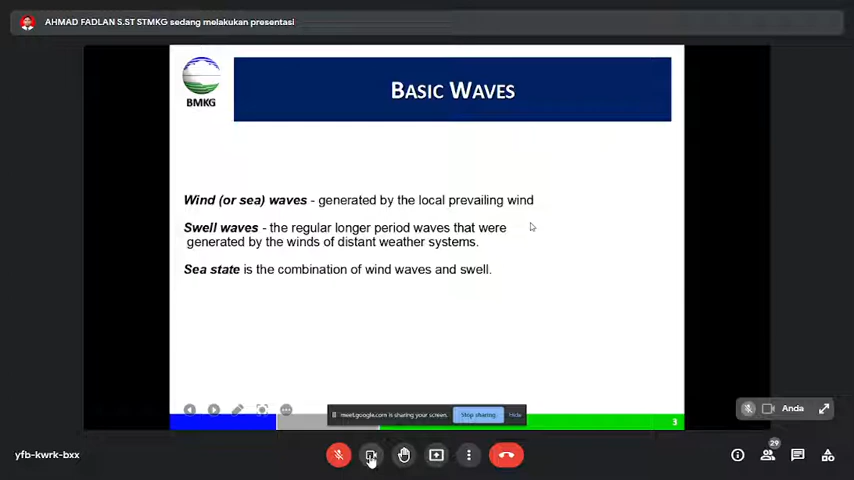 AHMAD FADLAN S.ST STMKG sedang melakukan presentasi
BMKG
BASIC WAVES
Wind (or sea) waves - generated by the local prevailing wind
Swell waves - the regular longer period waves that were
generated by the winds of distant weather systems.
Sea state is the combination of wind waves and swell.
meet.google.com is sharing your screen.
Stop sharing
Hide
3
Anda
29
yfb-kwrk-bxx